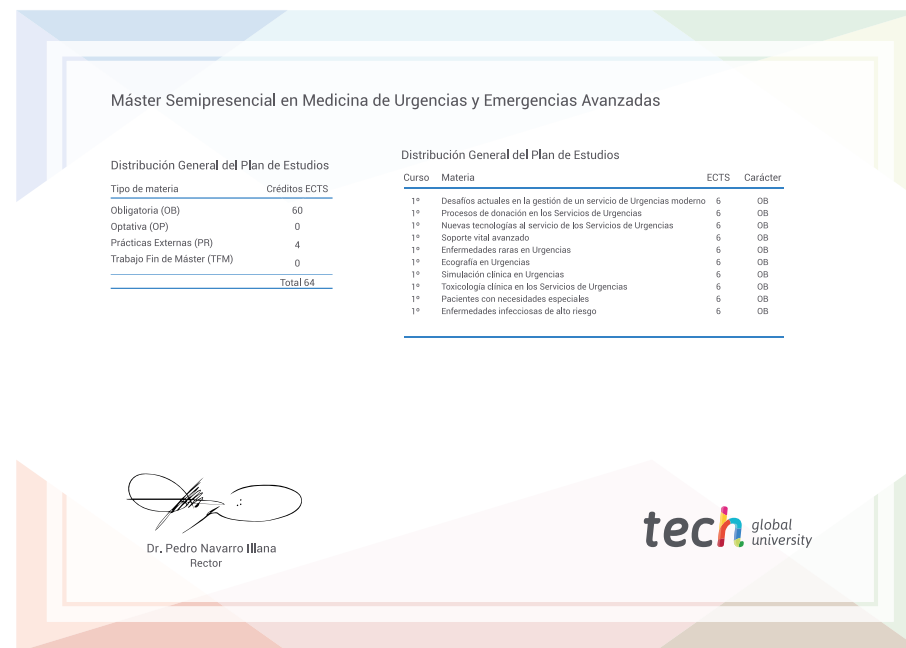 Máster Semipresencial en Medicina de Urgencias y Emergencias Avanzadas
Distribución General del Plan de Estudios
Tipo de materia Créditos ECTS
Obligatoria (OB) 60
Optativa (OP) 0
Prácticas Externas (PR) 4
Trabajo Fin de Máster (TFM) 0
Total 64
Distribución General del Plan de Estudios
Curso Materia ECTS Carácter
1º Desafíos actuales en la gestión de un servicio de Urgencias moderno 6 OB
1º Procesos de donación en los Servicios de Urgencias 6 OB
1º Nuevas tecnologías al servicio de los Servicios de Urgencias 6 OB
1º Soporte vital avanzado 6 OB
1º Enfermedades raras en Urgencias 6 OB
1º Ecografía en Urgencias 6 OB
1º Simulación clínica en Urgencias 6 OB
1º Toxicología clínica en los Servicios de Urgencias 6 OB
1º Pacientes con necesidades especiales 6 OB
1º Enfermedades infecciosas de alto riesgo 6 OB
Dr. Pedro Navarro Illana
Rector
tech global
university